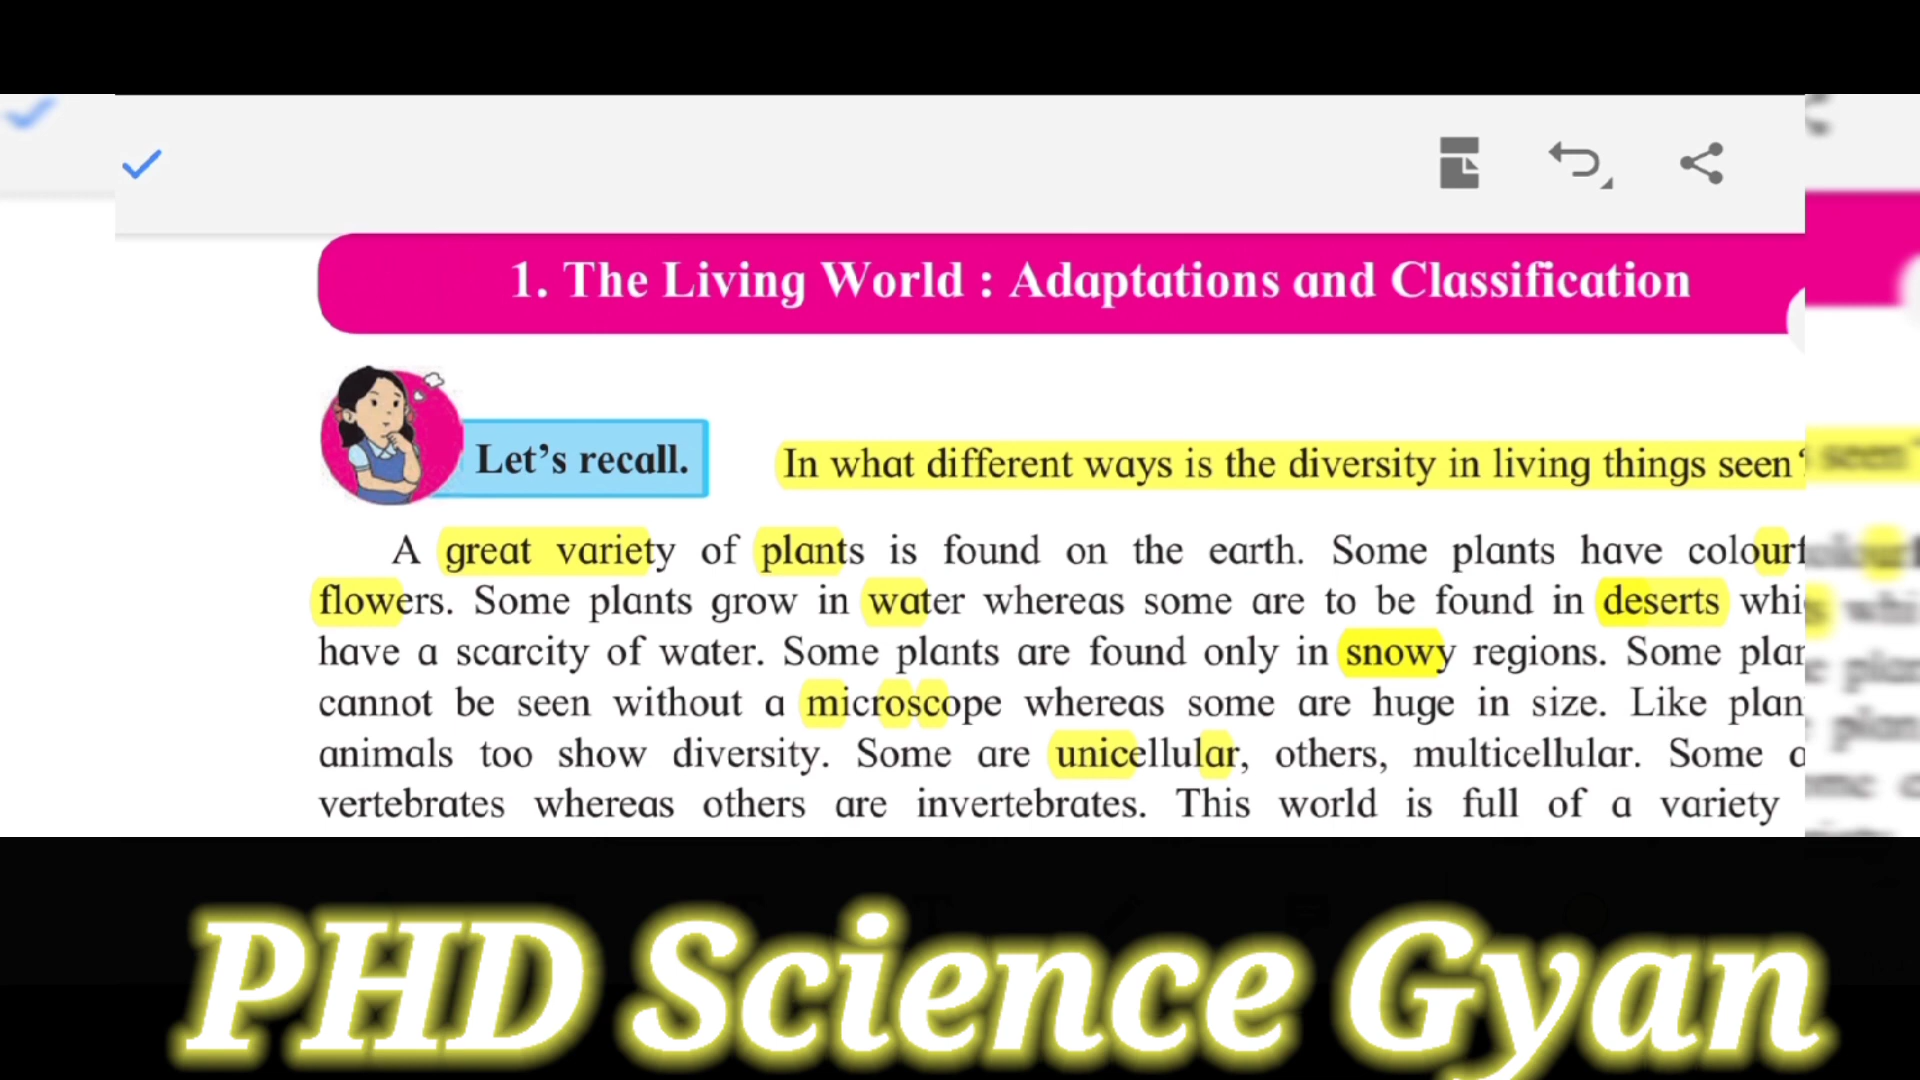 1. The Living World : Adaptations and Classification
Let’s recall.
In what different ways is the diversity in living things seen?
A great variety of plants is found on the earth. Some plants have colourf
flowers. Some plants grow in water whereas some are to be found in deserts whi
have a scarcity of water. Some plants are found only in snowy regions. Some plan
cannot be seen without a microscope whereas some are huge in size. Like plan
animals too show diversity. Some are unicellular, others, multicellular. Some a
vertebrates whereas others are invertebrates. This world is full of a variety
PHD Science Gyan